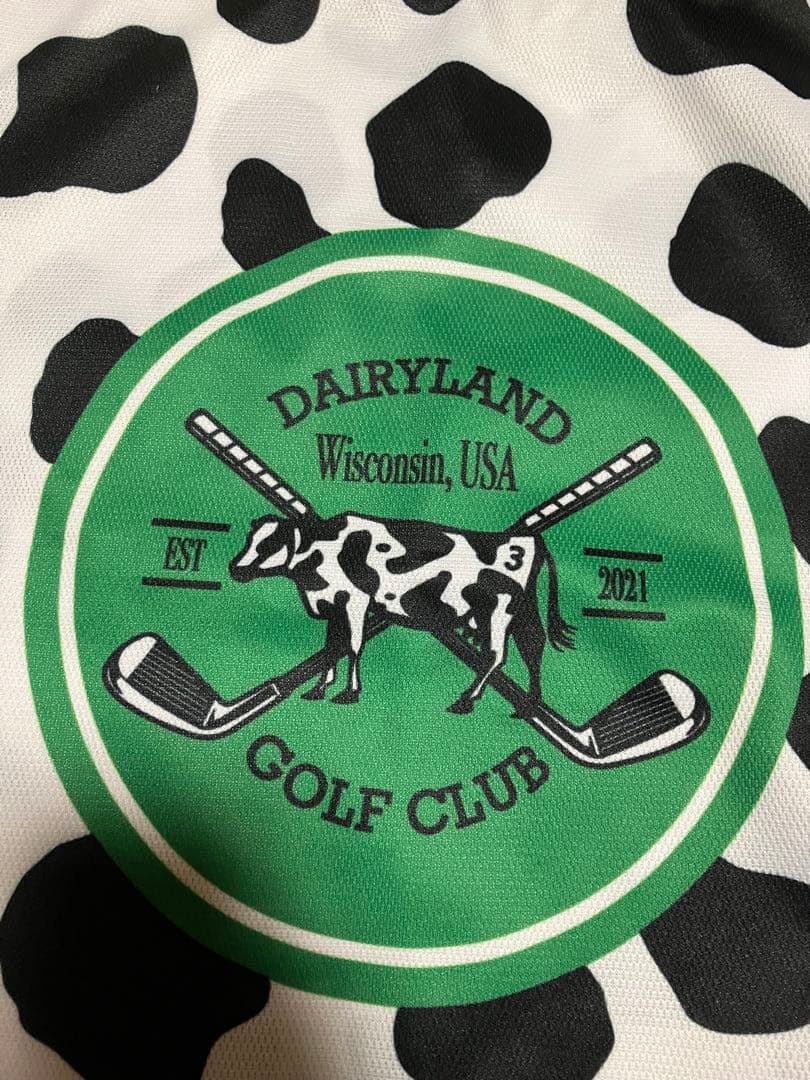 DAIRYLAND
Wisconsin, USA
EST
2021
3
GOLF CLUB